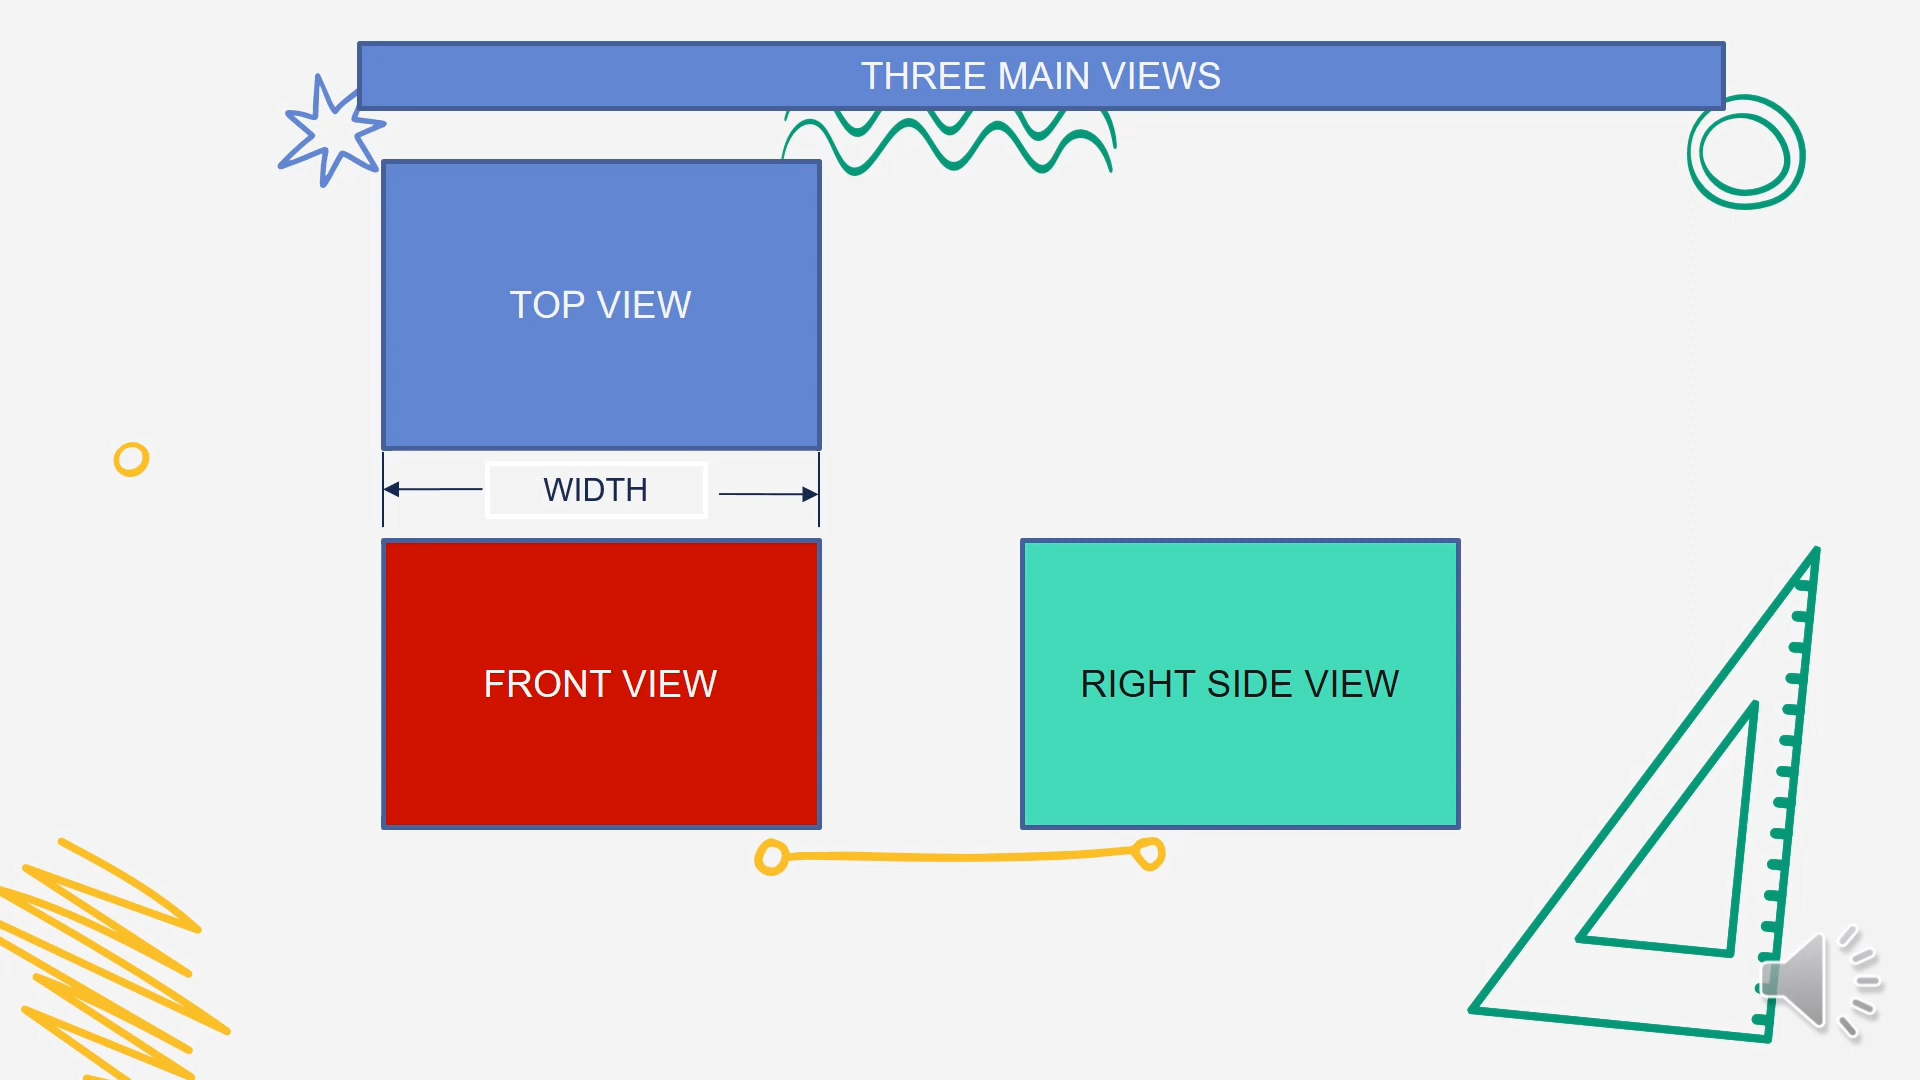 THREE MAIN VIEWS
TOP VIEW
WIDTH
FRONT VIEW
RIGHT SIDE VIEW